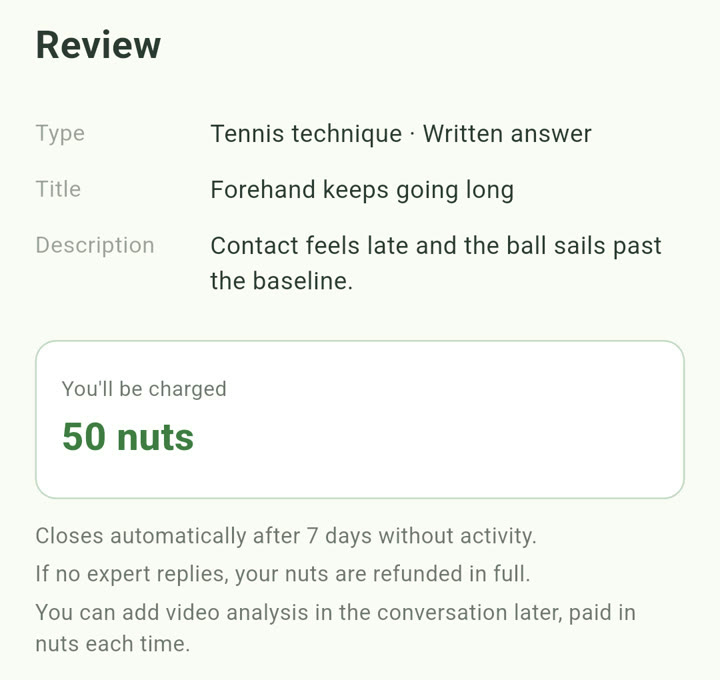 Review
Type
Tennis technique · Written answer
Title
Forehand keeps going long
Description
Contact feels late and the ball sails past
the baseline.
You'll be charged
50 nuts
Closes automatically after 7 days without activity.
If no expert replies, your nuts are refunded in full.
You can add video analysis in the conversation later, paid in
nuts each time.